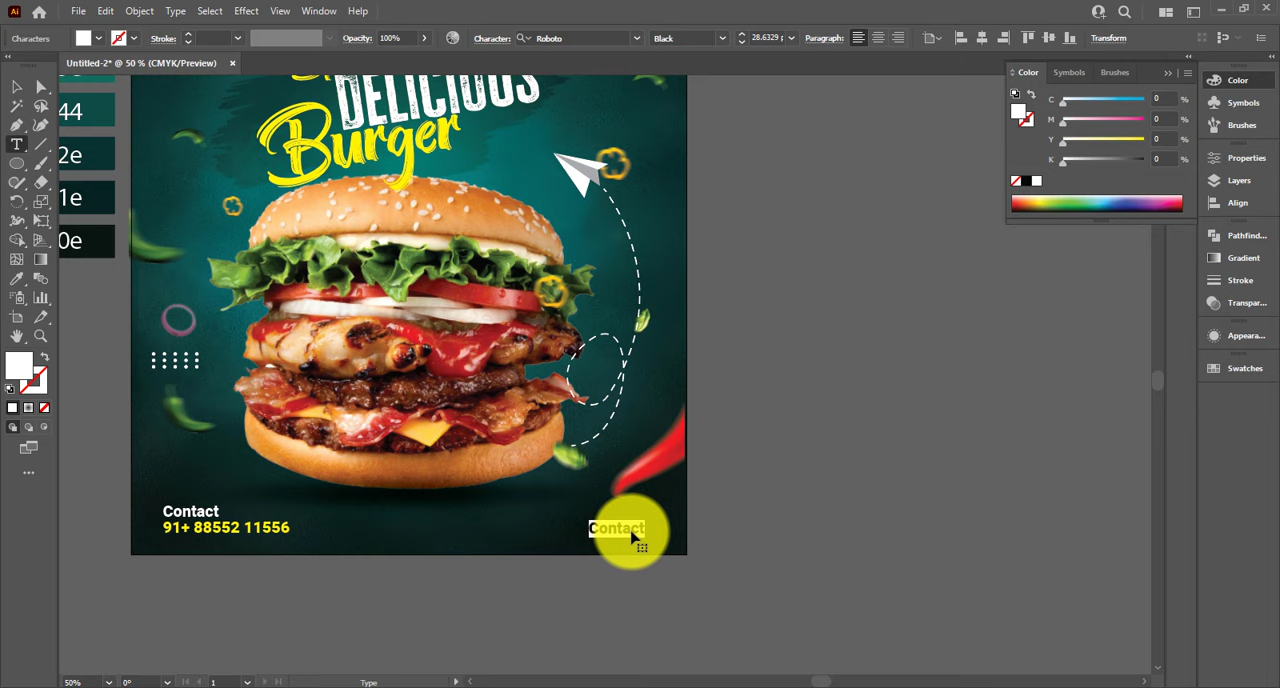 Ai File Edit Object Type Select Effect View Window Help
Characters Stroke: Opacity: 100% Character: Roboto Black 28.6329 p Paragraph: Transform
Untitled-2* @ 50 % (CMYK/Preview) ×
Color Symbols Brushes
C 0 %
M 0 %
Y 0 %
K 0 %
Color
Symbols
Brushes
Properties
Layers
Align
Pathfind...
Gradient
Stroke
Transpar...
Appeara...
Swatches
44
2e
1e
0e
DELICIOUS
Burger
Contact
91+ 88552 11556
Contact
50% 0° 1 Type